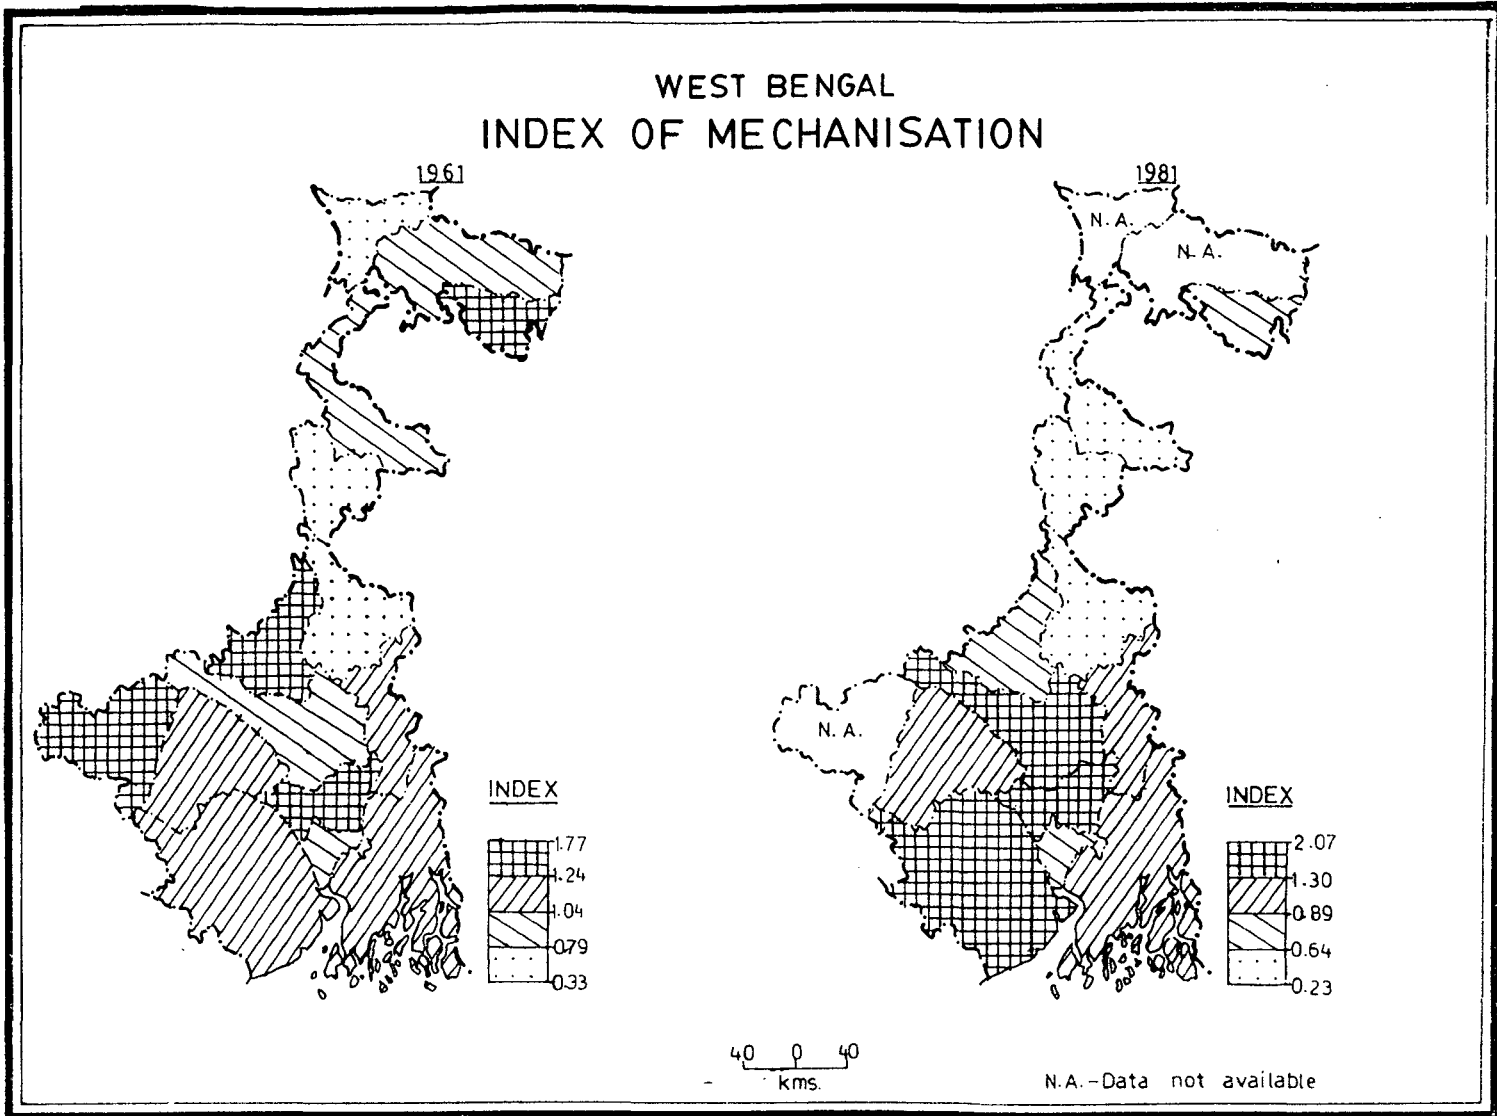 WEST BENGAL
INDEX OF MECHANISATION
1961
1981
N.A.
N.A.
N.A.
INDEX
1.77
1.24
1.04
0.79
0.33
INDEX
2.07
1.30
0.89
0.64
0.23
40 0 40
kms.
N.A.-Data not available